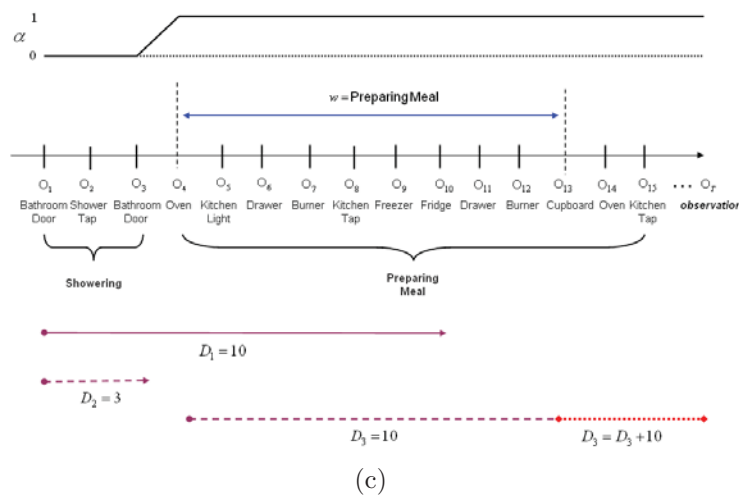 1
α
0
w = Preparing Meal
O1 O2 O3 O4 O5 O6 O7 O8 O9 O10 O11 O12 O13 O14 O15 ••• OT
Bathroom Shower Bathroom Oven Kitchen Drawer Burner Kitchen Freezer Fridge Drawer Burner Cupboard Oven Kitchen observation
Door Tap Door Light Tap Tap
Showering
Preparing
Meal
D1 = 10
D2 = 3
D3 = 10
D3 = D3 + 10
(c)